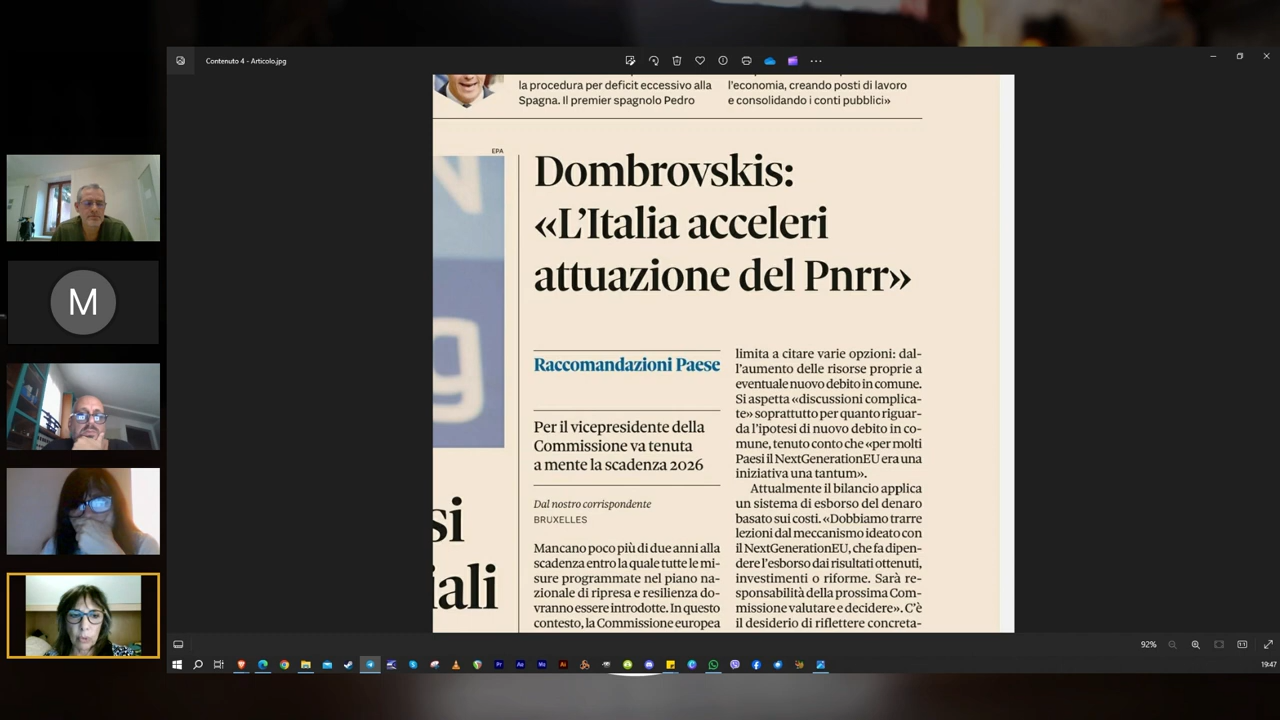 Contenuto 4 - Articolo.jpg
M
la procedura per deficit eccessivo alla
Spagna. Il premier spagnolo Pedro
l'economia, creando posti di lavoro
e consolidando i conti pubblici»
EPA
N
g
si
iali
Dombrovskis:
«L'Italia acceleri
attuazione del Pnrr»
Raccomandazioni Paese
Per il vicepresidente della
Commissione va tenuta
a mente la scadenza 2026
Dal nostro corrispondente
BRUXELLES
Mancano poco più di due anni alla
scadenza entro la quale tutte le mi-
sure programmate nel piano na-
zionale di ripresa e resilienza do-
vranno essere introdotte. In questo
contesto, la Commissione europea
limita a citare varie opzioni: dal-
l'aumento delle risorse proprie a
eventuale nuovo debito in comune.
Si aspetta «discussioni complica-
te» soprattutto per quanto riguar-
da l'ipotesi di nuovo debito in co-
mune, tenuto conto che «per molti
Paesi il NextGenerationEU era una
iniziativa una tantum».
Attualmente il bilancio applica
un sistema di esborso del denaro
basato sui costi. «Dobbiamo trarre
lezioni dal meccanismo ideato con
il NextGenerationEU, che fa dipen-
dere l'esborso dai risultati ottenuti,
investimenti o riforme. Sarà re-
sponsabilità della prossima Com-
missione valutare e decidere». C'è
il desiderio di riflettere concreta-
92%
19:47